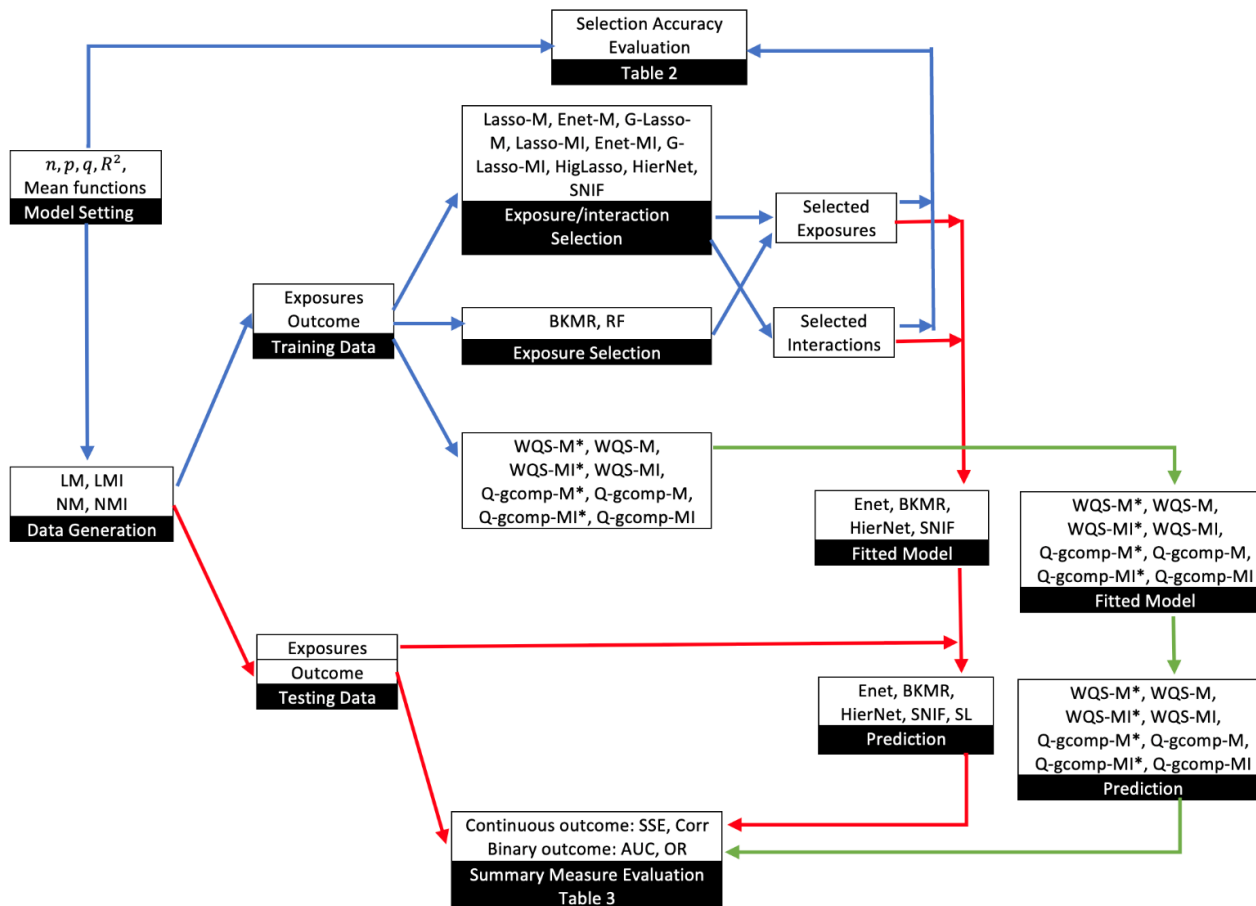 Selection Accuracy
Evaluation
Table 2
n, p, q, R²,
Mean functions
Model Setting
Lasso-M, Enet-M, G-Lasso-
M, Lasso-MI, Enet-MI, G-
Lasso-MI, HigLasso, HierNet,
SNIF
Exposure/interaction
Selection
Selected
Exposures
Exposures
Outcome
Training Data
BKMR, RF
Exposure Selection
Selected
Interactions
WQS-M*, WQS-M,
WQS-MI*, WQS-MI,
Q-gcomp-M*, Q-gcomp-M,
Q-gcomp-MI*, Q-gcomp-MI
LM, LMI
NM, NMI
Data Generation
Enet, BKMR,
HierNet, SNIF
Fitted Model
WQS-M*, WQS-M,
WQS-MI*, WQS-MI,
Q-gcomp-M*, Q-gcomp-M,
Q-gcomp-MI*, Q-gcomp-MI
Fitted Model
Exposures
Outcome
Testing Data
Enet, BKMR,
HierNet, SNIF, SL
Prediction
WQS-M*, WQS-M,
WQS-MI*, WQS-MI,
Q-gcomp-M*, Q-gcomp-M,
Q-gcomp-MI*, Q-gcomp-MI
Prediction
Continuous outcome: SSE, Corr
Binary outcome: AUC, OR
Summary Measure Evaluation
Table 3